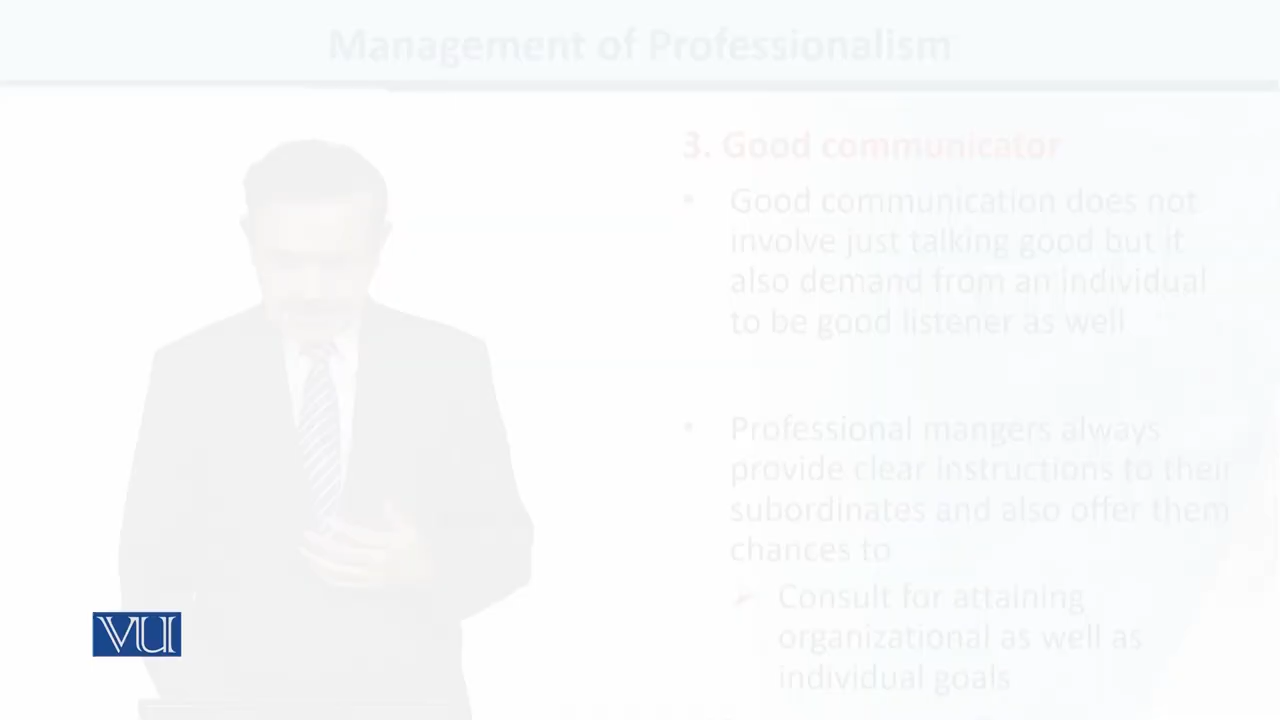 Management of Professionalism
3. Good communicator
• Good communication does not
involve just talking good but it
also demand from an individual
to be good listener as well
• Professional mangers always
provide clear instructions to their
subordinates and also offer them
chances to
➢ Consult for attaining
organizational as well as
individual goals
VU